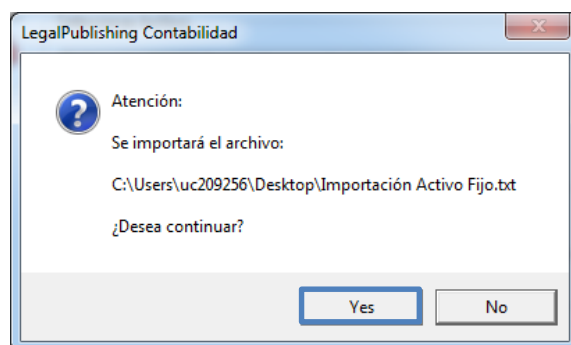 LegalPublishing Contabilidad
Atención:
Se importará el archivo:
C:\Users\uc209256\Desktop\Importación Activo Fijo.txt
¿Desea continuar?
Yes
No